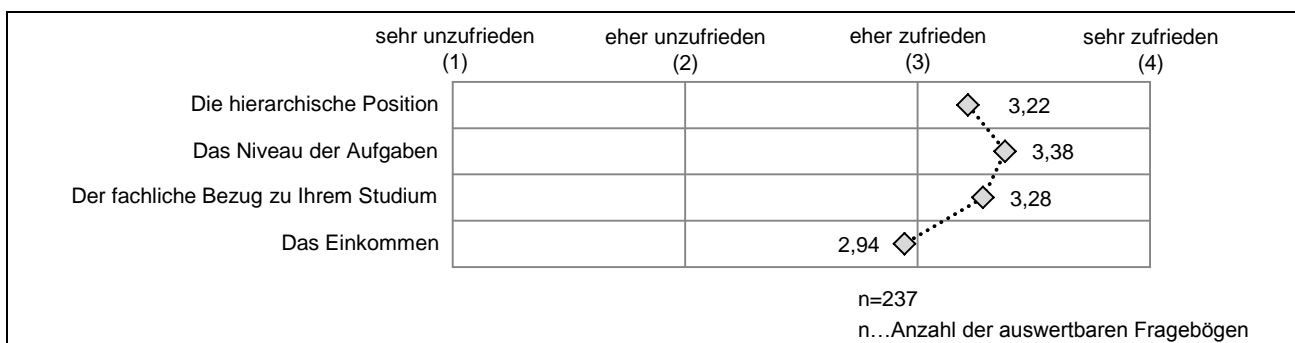 sehr unzufrieden eher unzufrieden eher zufrieden sehr zufrieden
(1) (2) (3) (4)
Die hierarchische Position 3,22
Das Niveau der Aufgaben 3,38
Der fachliche Bezug zu Ihrem Studium 3,28
Das Einkommen 2,94
n=237
n…Anzahl der auswertbaren Fragebögen